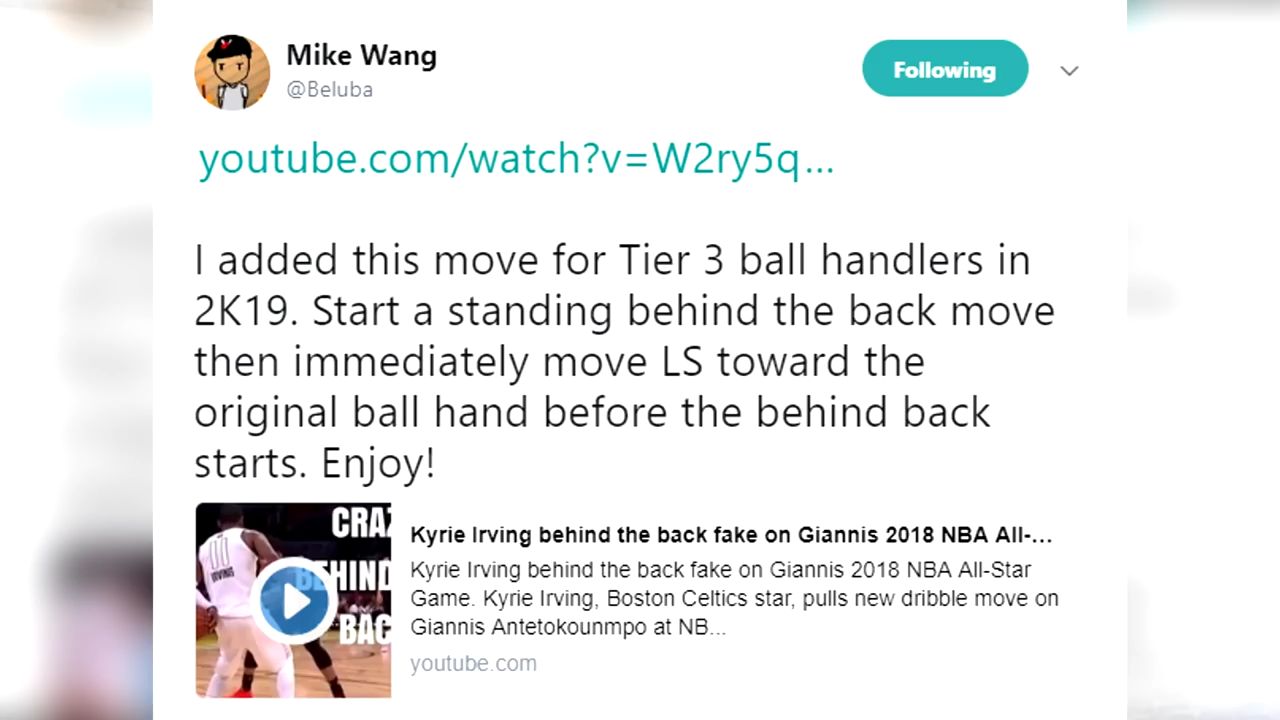 Mike Wang
@Beluba
Following
youtube.com/watch?v=W2ry5q...
I added this move for Tier 3 ball handlers in
2K19. Start a standing behind the back move
then immediately move LS toward the
original ball hand before the behind back
starts. Enjoy!
CRAZ
BEHIND
BAC
Kyrie Irving behind the back fake on Giannis 2018 NBA All-...
Kyrie Irving behind the back fake on Giannis 2018 NBA All-Star
Game. Kyrie Irving, Boston Celtics star, pulls new dribble move on
Giannis Antetokounmpo at NB...
youtube.com